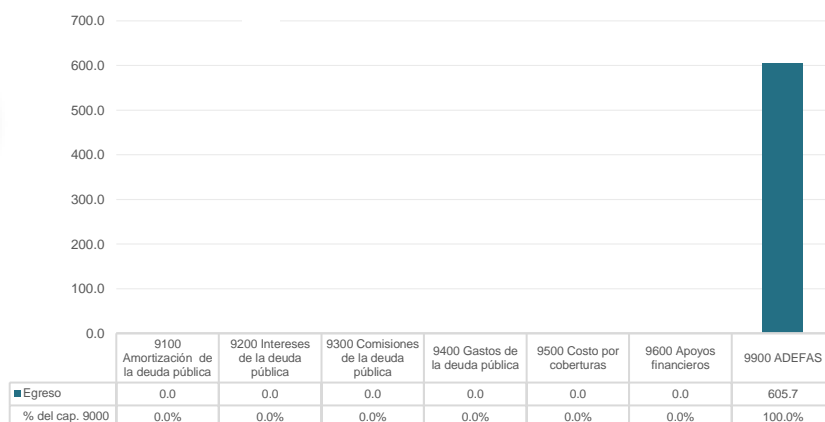 700.0
600.0
500.0
400.0
300.0
200.0
100.0
0.0
9100
Amortización de
la deuda pública
9200 Intereses
de la deuda
pública
9300 Comisiones
de la deuda
pública
9400 Gastos de
la deuda pública
9500 Costo por
coberturas
9600 Apoyos
financieros
9900 ADEFAS
Egreso 0.0 0.0 0.0 0.0 0.0 0.0 605.7
% del cap. 9000 0.0% 0.0% 0.0% 0.0% 0.0% 0.0% 100.0%